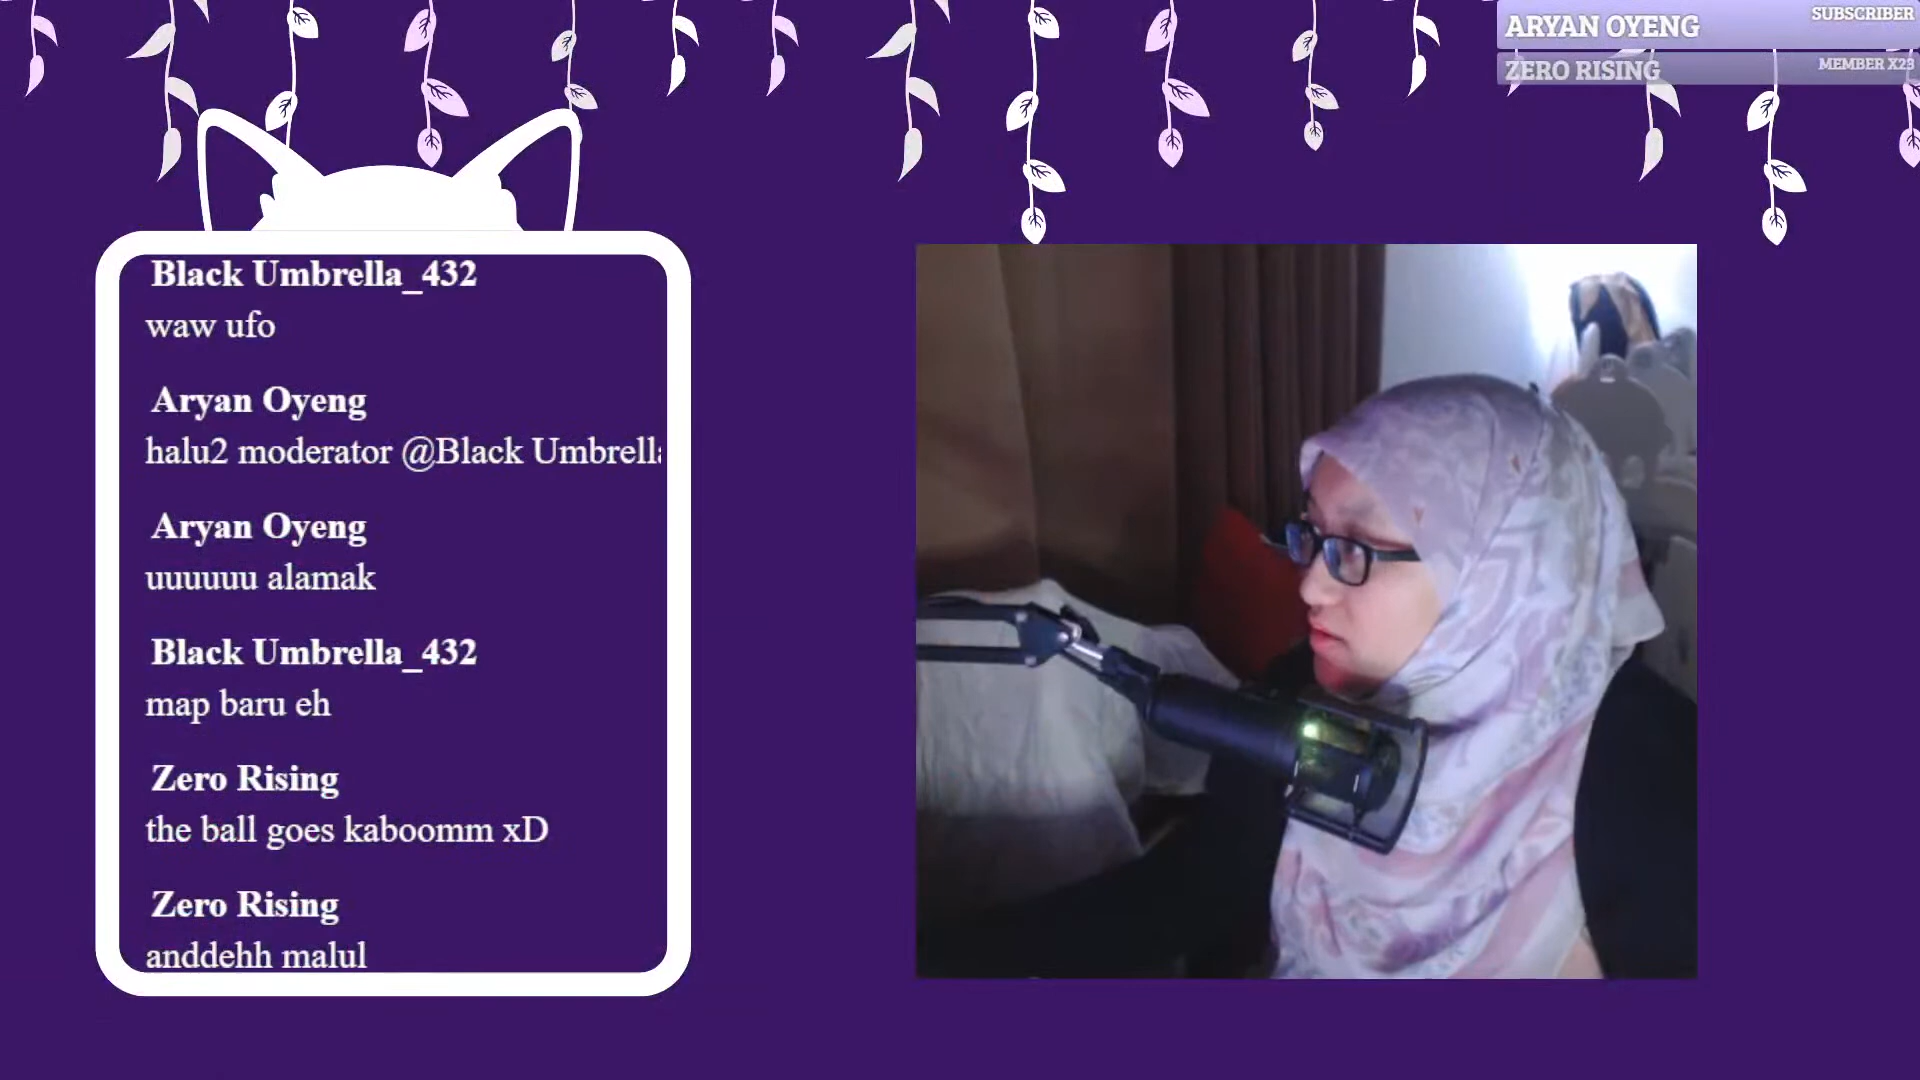 ARYAN OYENG SUBSCRIBER
ZERO RISING MEMBER X23
Black Umbrella_432
waw ufo
Aryan Oyeng
halu2 moderator @Black Umbrella
Aryan Oyeng
uuuuuu alamak
Black Umbrella_432
map baru eh
Zero Rising
the ball goes kaboomm xD
Zero Rising
anddehh malul